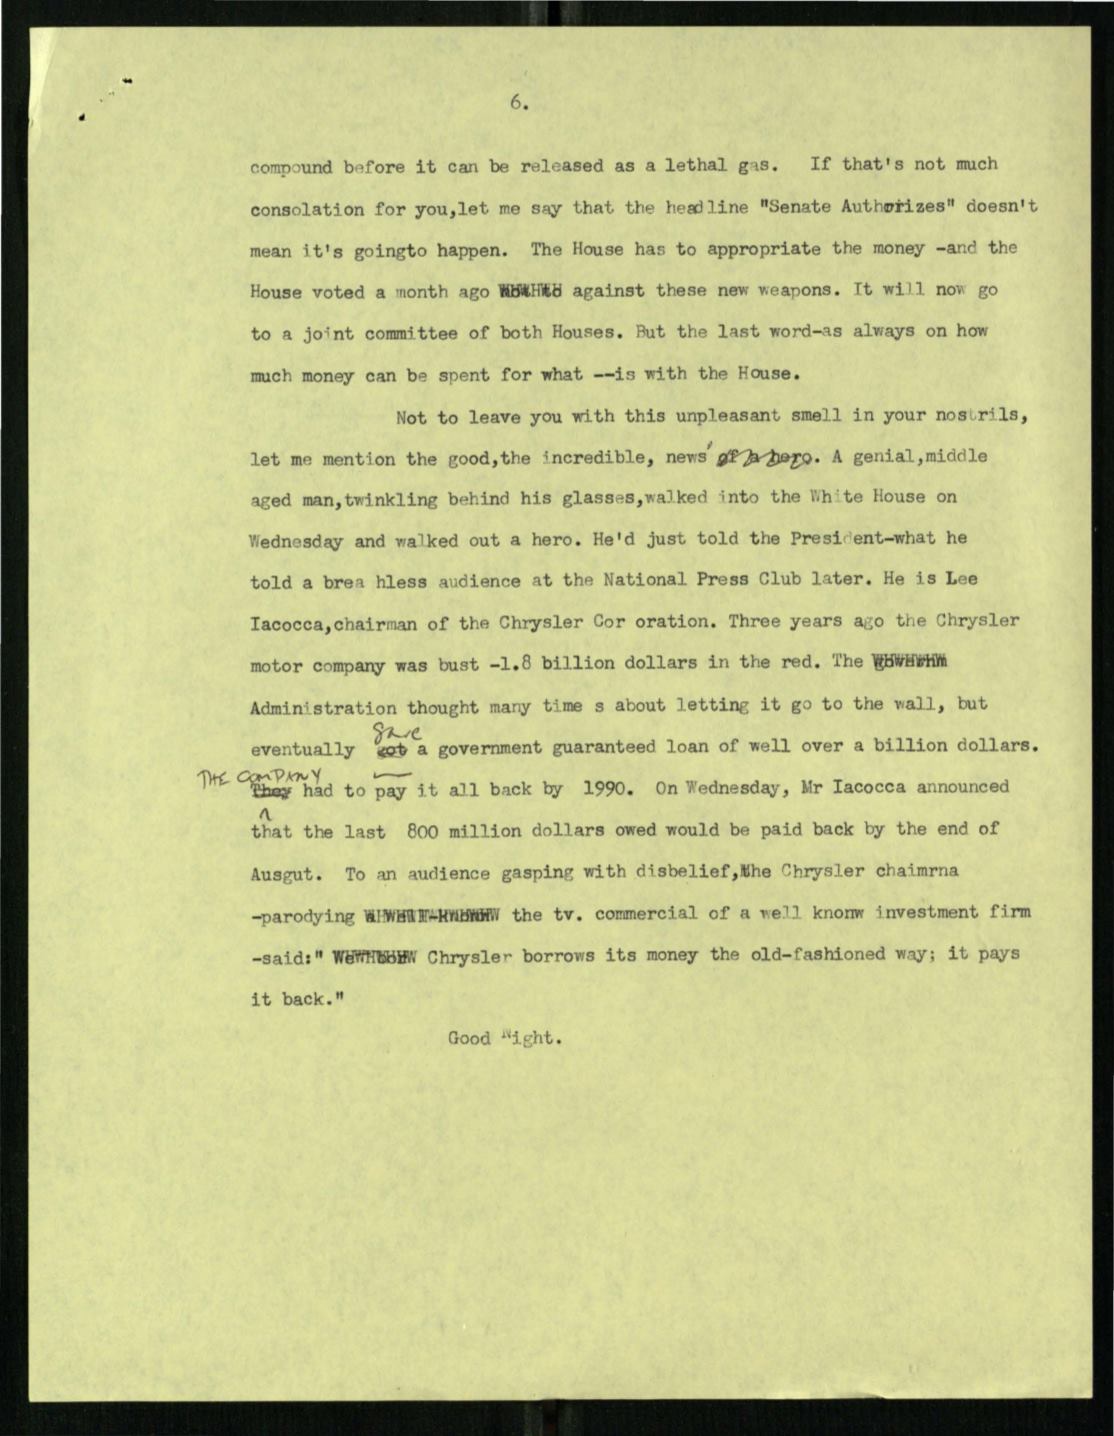 6.
compound before it can be released as a lethal gas. If that's not much
consolation for you,let me say that the headline "Senate Authorizes" doesn't
mean it's goingto happen. The House has to appropriate the money -and the
House voted a month ago against these new weapons. It will now go
to a joint committee of both Houses. But the last word-as always on how
much money can be spent for what --is with the House.
Not to leave you with this unpleasant smell in your nostrils,
let me mention the good,the incredible, news of a hero. A genial,middle
aged man,twinkling behind his glasses,walked into the White House on
Wednesday and walked out a hero. He'd just told the President-what he
told a brea hless audience at the National Press Club later. He is Lee
Iacocca,chairman of the Chrysler Cor oration. Three years ago the Chrysler
motor company was bust -1.8 billion dollars in the red. The
Administration thought many time s about letting it go to the wall, but
gave
eventually got a government guaranteed loan of well over a billion dollars.
THE COMPANY
They had to pay it all back by 1990. On Wednesday, Mr Iacocca announced
that the last 800 million dollars owed would be paid back by the end of
Ausgut. To an audience gasping with disbelief,the Chrysler chaimrna
-parodying the tv. commercial of a well knonw investment firm
-said:" Chrysler borrows its money the old-fashioned way; it pays
it back."
Good Night.